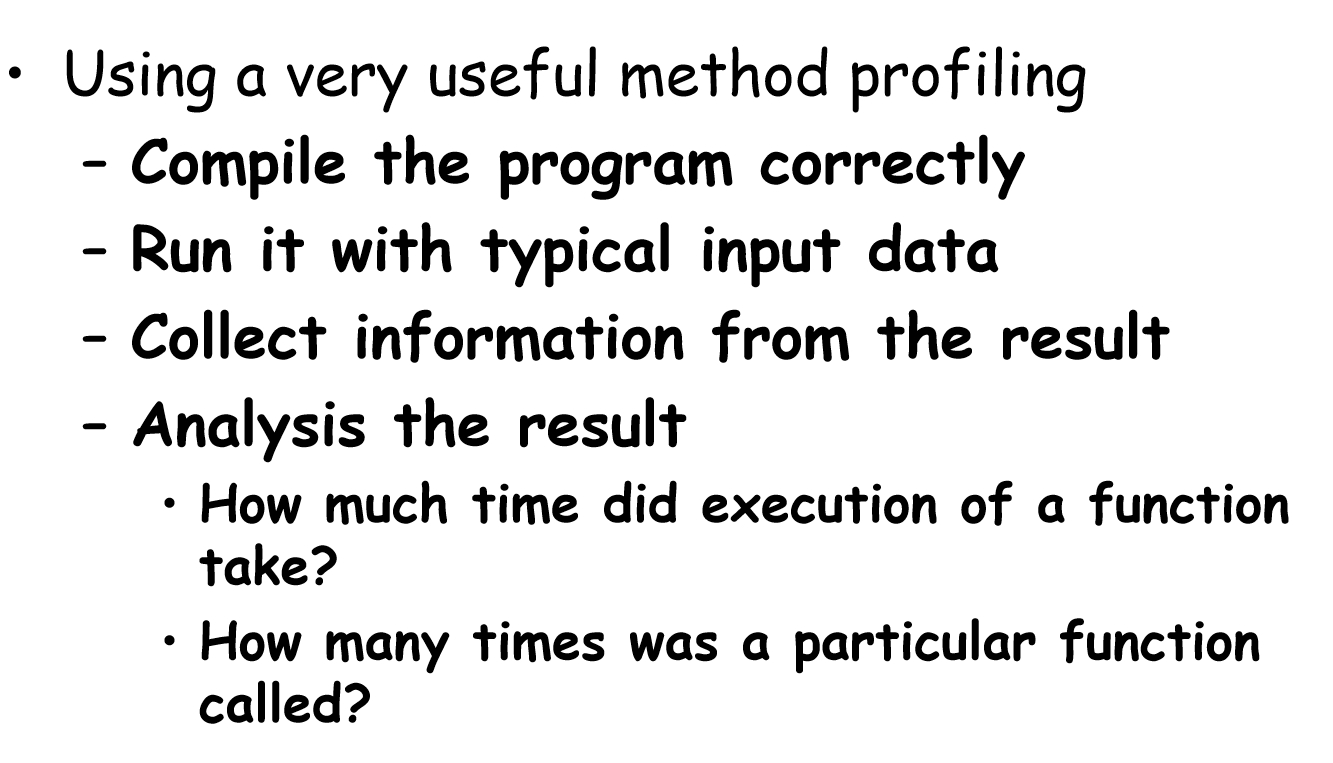 • Using a very useful method profiling
– Compile the program correctly
– Run it with typical input data
– Collect information from the result
– Analysis the result
• How much time did execution of a function
take?
• How many times was a particular function
called?